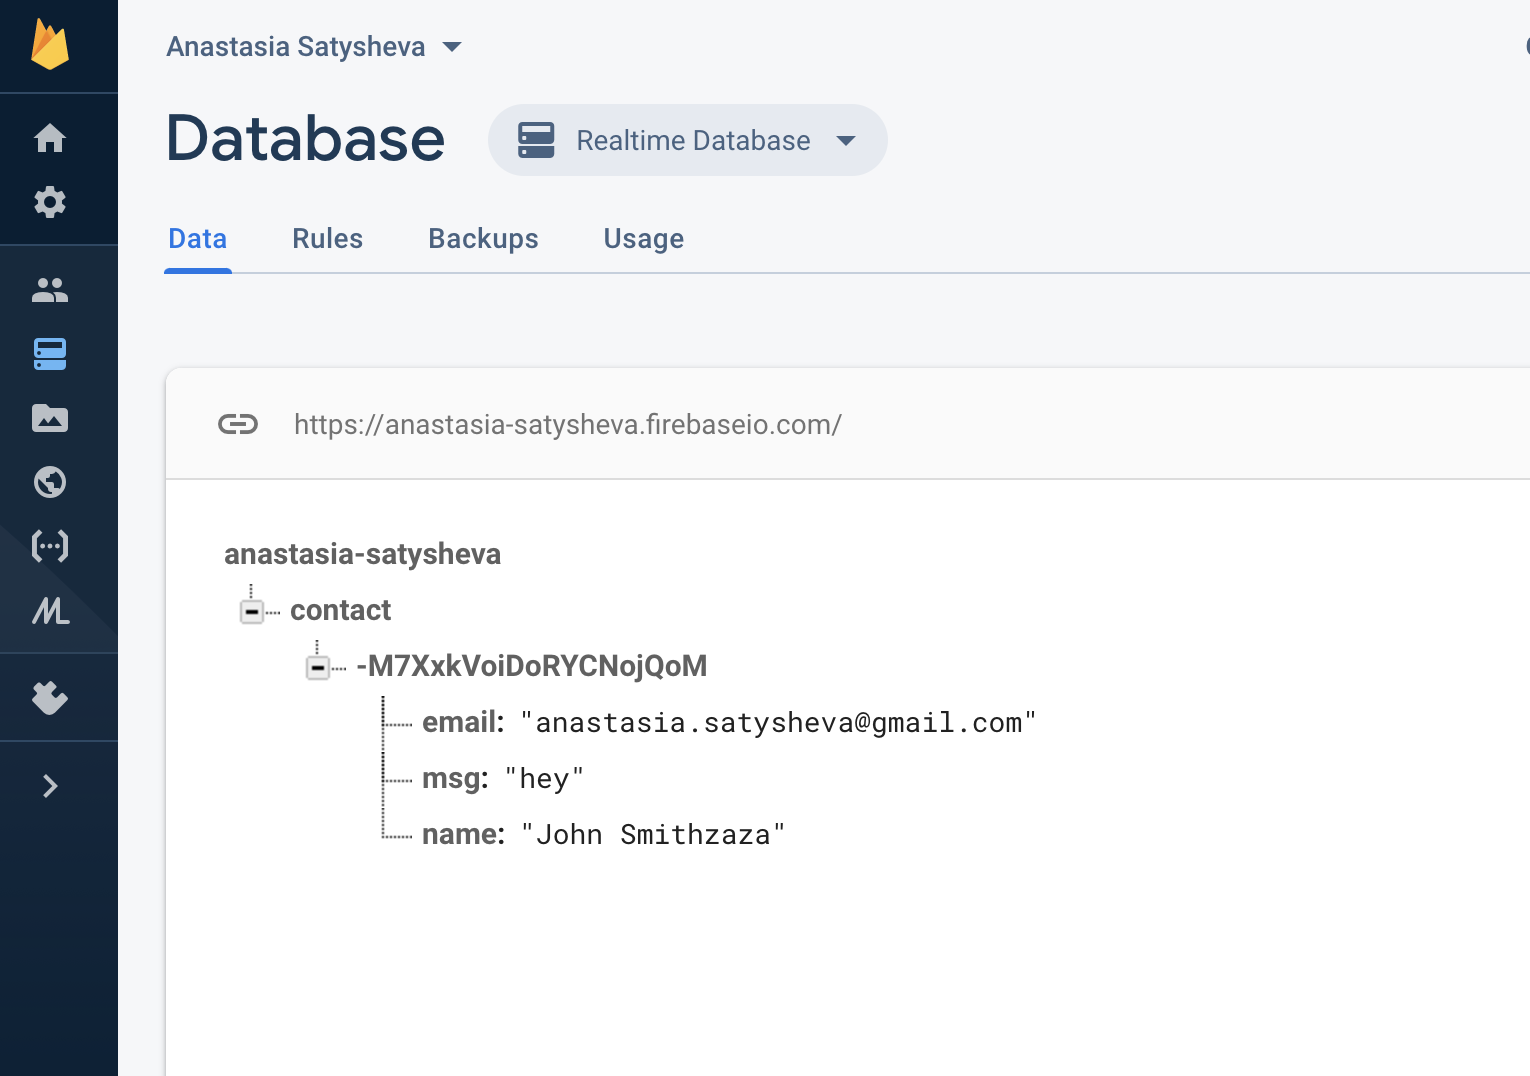 Anastasia Satysheva
Database
Realtime Database
Data Rules Backups Usage
https://anastasia-satysheva.firebaseio.com/
anastasia-satysheva
contact
-M7XxkVoiDoRYCNojQoM
email: "anastasia.satysheva@gmail.com"
msg: "hey"
name: "John Smithzaza"